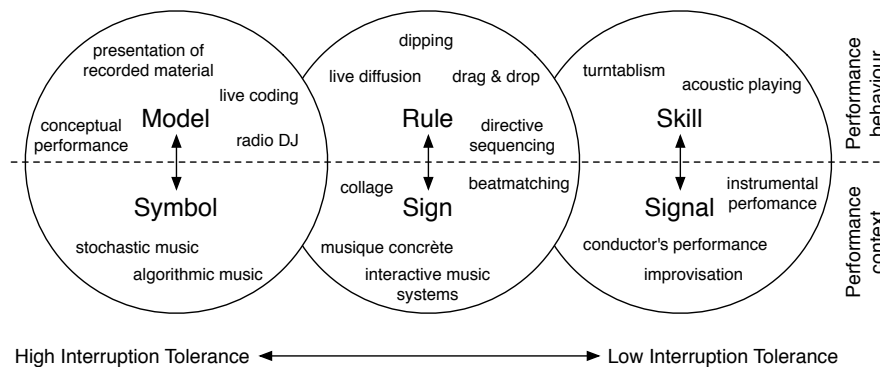 presentation of
recorded material
live coding
Model
conceptual
performance
radio DJ
Symbol
stochastic music
algorithmic music
dipping
live diffusion
drag & drop
Rule
directive
sequencing
collage
beatmatching
Sign
musique concrète
interactive music
systems
turntablism
acoustic playing
Skill
Signal
instrumental
perfomance
conductor's performance
improvisation
Performance
behaviour
Performance
context
High Interruption Tolerance
Low Interruption Tolerance